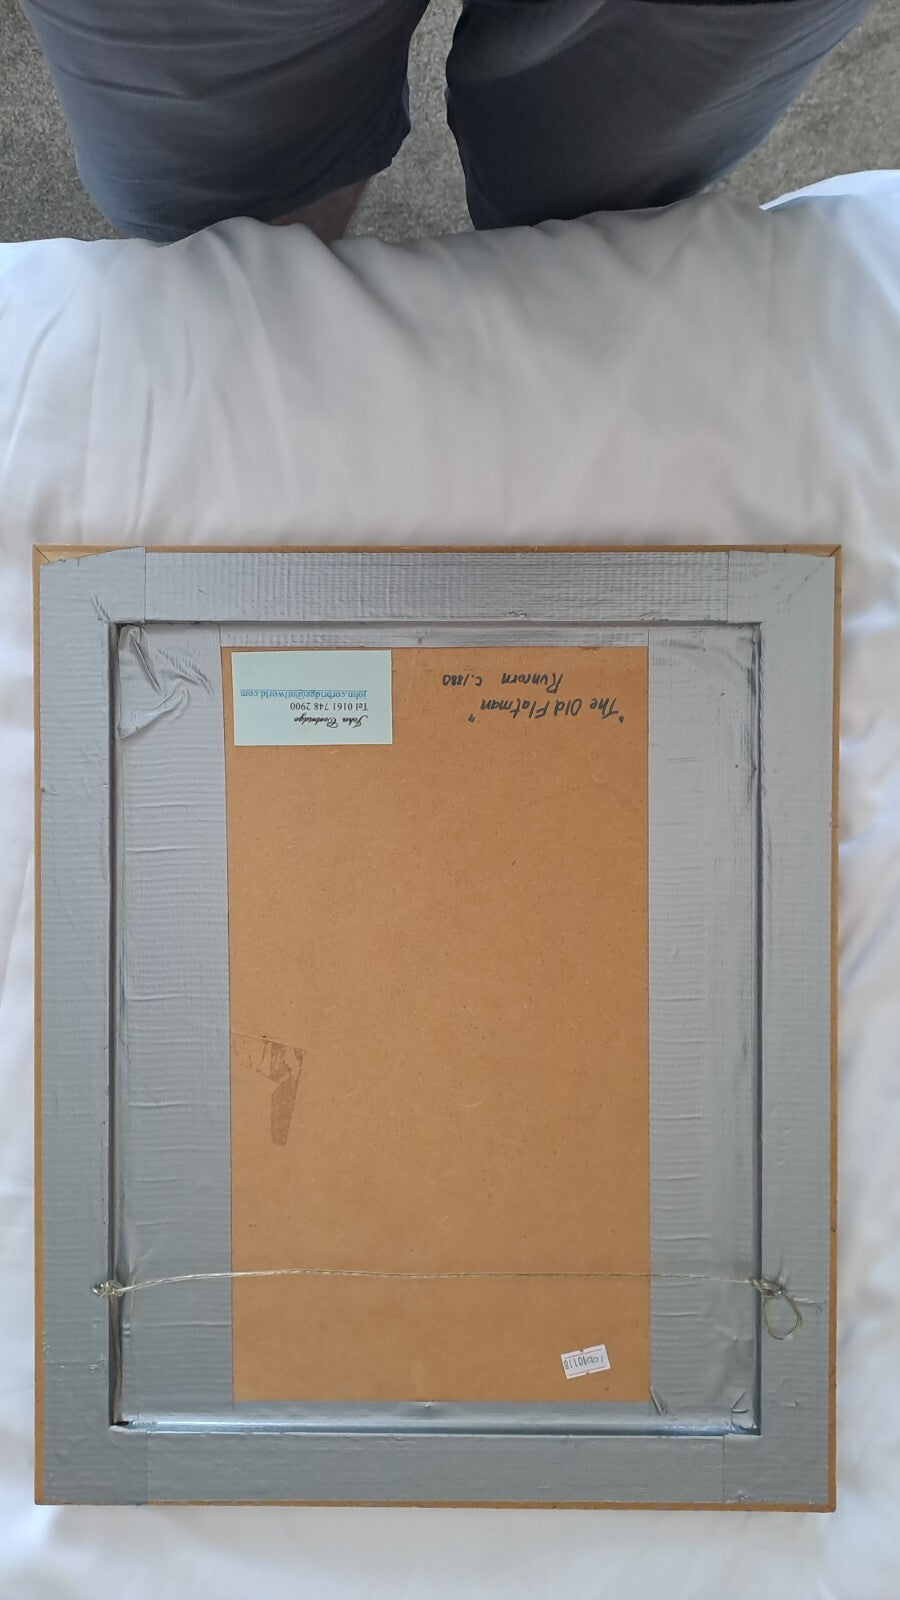 "The Old Flatman"
Runcorn c.1880
John Corbridge
Tel 0161 748 2900
john.corbridge@ntlworld.com